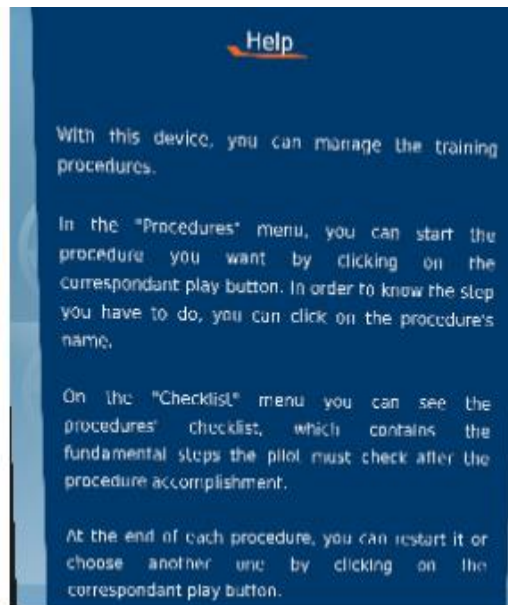 Help
With this device, you can manage the training
procedures.
In the "Procedures" menu, you can start the
procedure you want by clicking on the
correspondant play button. In order to know the step
you have to do, you can click on the procedure's
name.
On the "Checklist" menu you can see the
procedures' checklist, which contains the
fundamental steps the pilot must check after the
procedure accomplishment.
At the end of each procedure, you can restart it or
choose another one by clicking on the
correspondant play button.